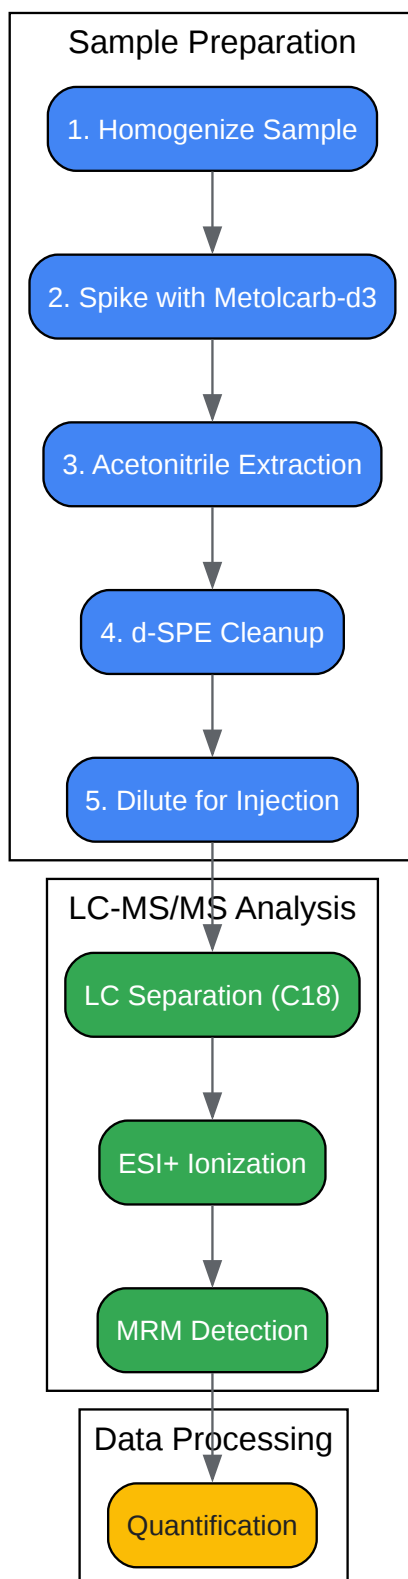 Sample Preparation
1. Homogenize Sample
2. Spike with Metolcarb-d3
3. Acetonitrile Extraction
4. d-SPE Cleanup
5. Dilute for Injection
LC-MS/MS Analysis
LC Separation (C18)
ESI+ Ionization
MRM Detection
Data Processing
Quantification